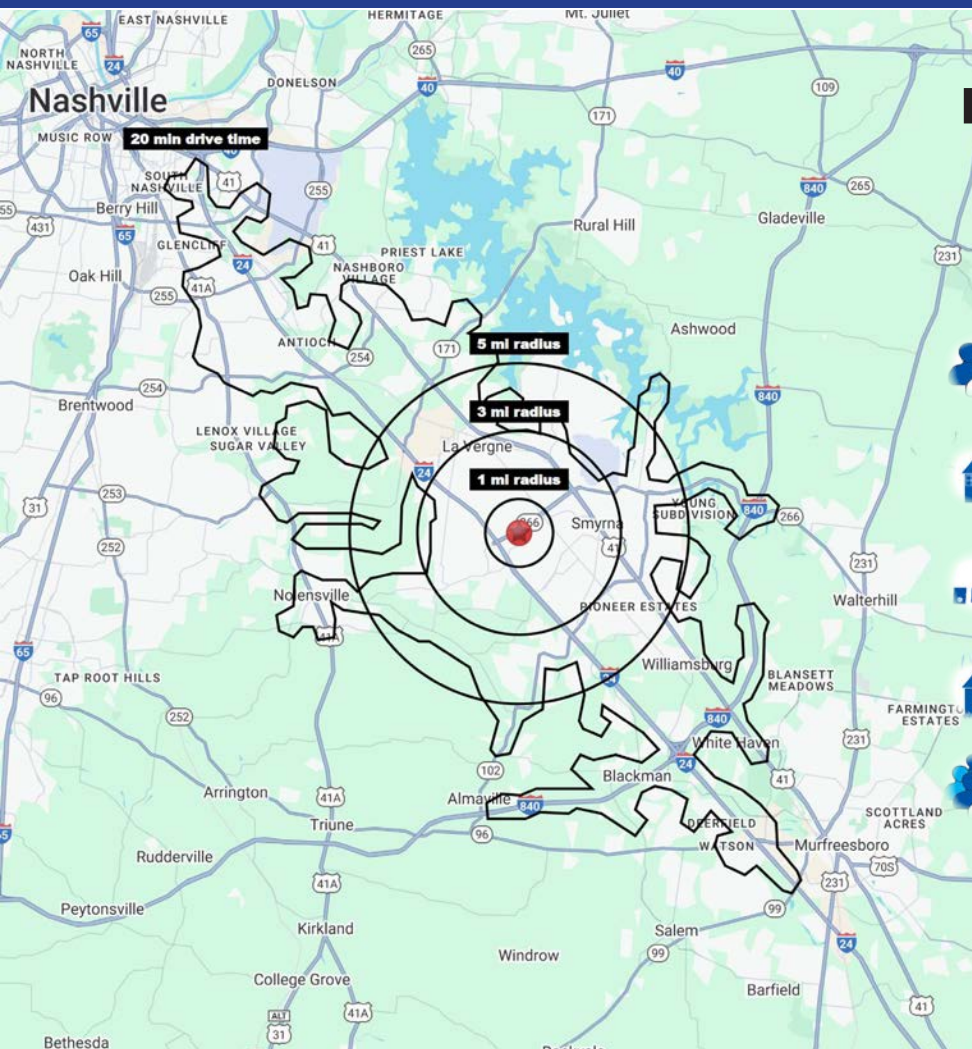 EAST NASHVILLE
HERMITAGE
Mt. Juliet
65
24
265
40
40
NORTH
NASHVILLE
DONELSON
109
Nashville
171
MUSIC ROW
20 min drive time
SOUTH
NASHVILLE
41
255
840
265
Berry Hill
431
65
Rural Hill
Gladeville
GLENCLIFF
41
PRIEST LAKE
231
24
NASHBORO
VILLAGE
Oak Hill
255
41A
Ashwood
ANTIOCH
254
171
5 mi radius
254
840
Brentwood
3 mi radius
LENOX VILLAGE
SUGAR VALLEY
La Vergne
24
1 mi radius
253
31
YOUNG
SUBDIVISION
840
266
266
Smyrna
41
252
231
Nolensville
PIONEER ESTATES
Walterhill
41A
65
Williamsburg
24
TAP ROOT HILLS
BLANSETT
MEADOWS
96
252
840
FARMINGT
ESTATES
White Haven
231
24
102
Blackman
41
Arrington
41A
Almaville
840
SCOTTLAND
ACRES
Triune
96
DEERFIELD
WATSON
Murfreesboro
Rudderville
70S
41A
231
Peytonsville
99
Kirkland
Salem
24
Windrow
99
College Grove
Barfield
41A
41
ALT
31
Bethesda